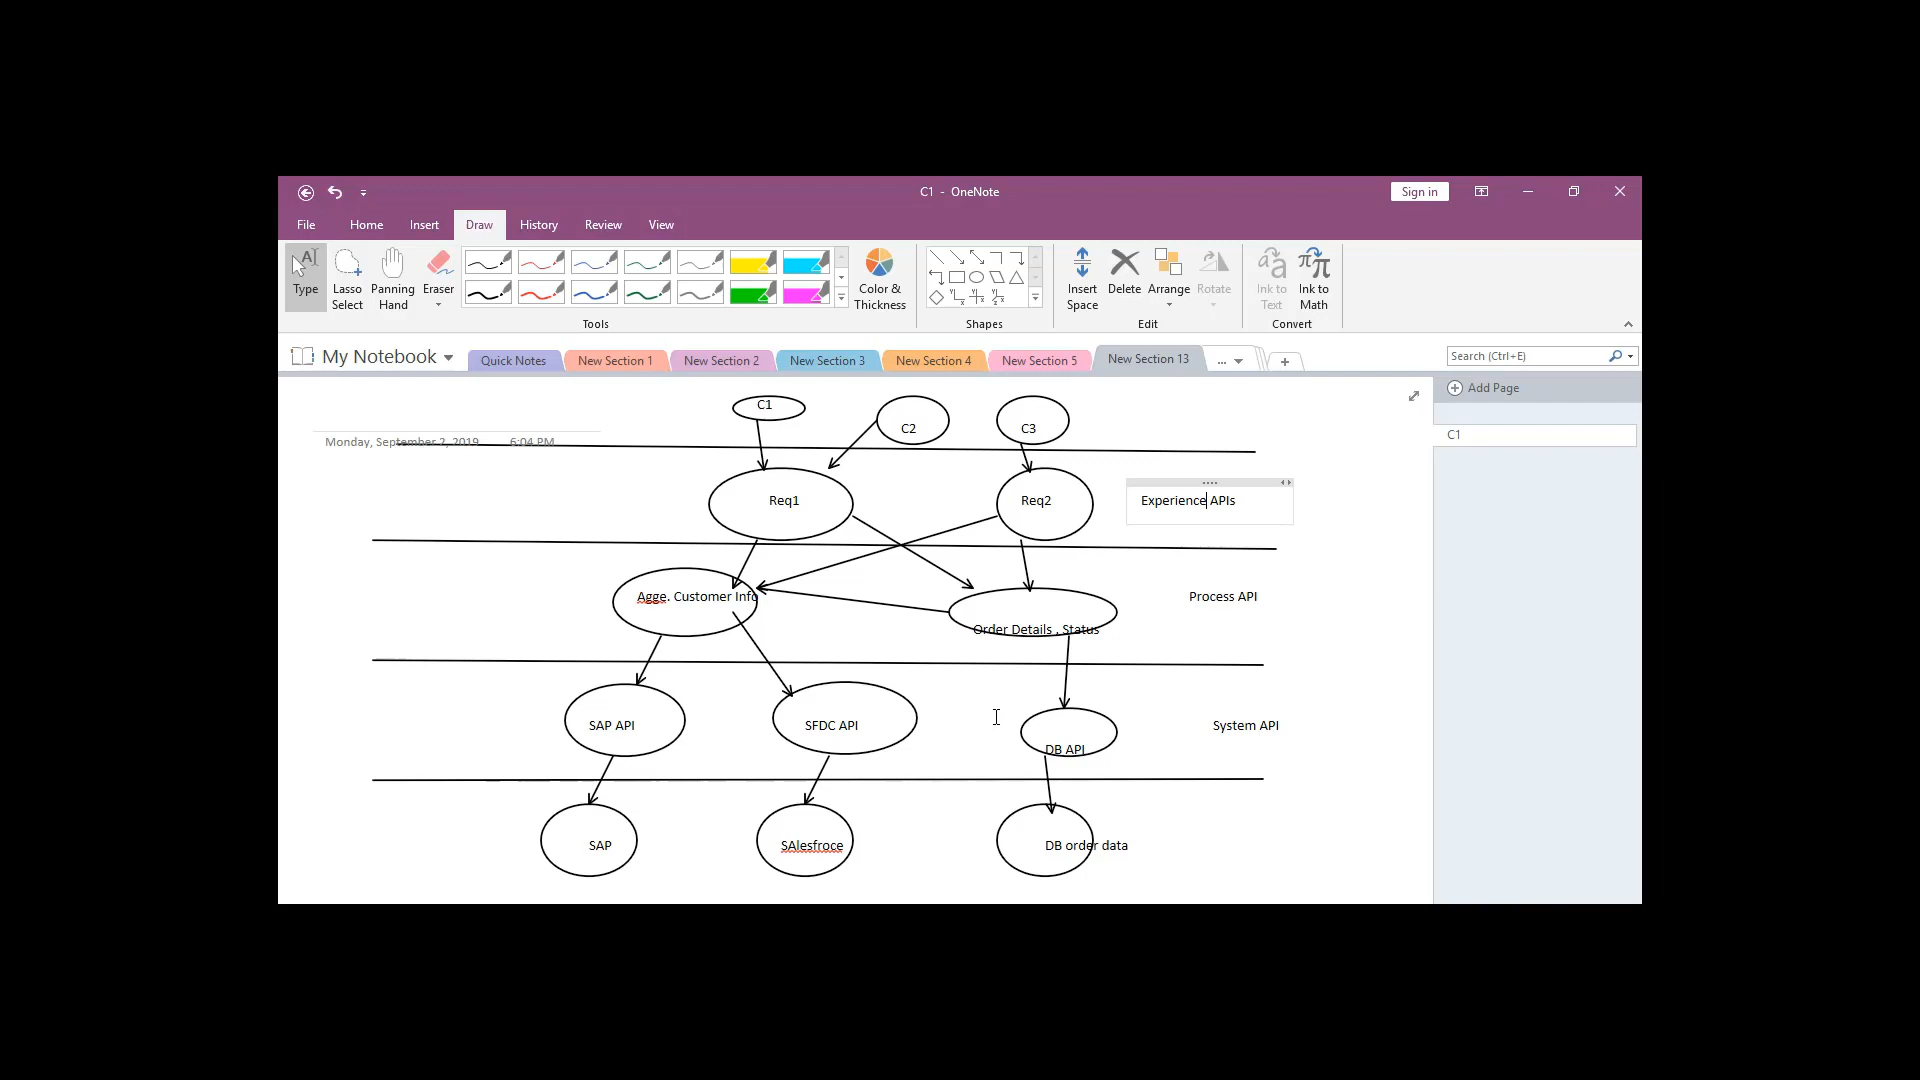 C1 - OneNote
Sign in
File Home Insert Draw History Review View
Type
Lasso Select
Panning Hand
Eraser
Color & Thickness
Insert Space
Delete
Arrange
Rotate
Ink to Text
Ink to Math
Tools
Shapes
Edit
Convert
My Notebook
Quick Notes
New Section 1
New Section 2
New Section 3
New Section 4
New Section 5
New Section 13
...
Search (Ctrl+E)
Add Page
C1
C1
C2
C3
Monday, September 2, 2019 6:04 PM
Req1
Req2
Experience APIs
Agge. Customer Info
Process API
Order Details , Status
SAP API
SFDC API
System API
DB API
SAP
SAlesfroce
DB order data